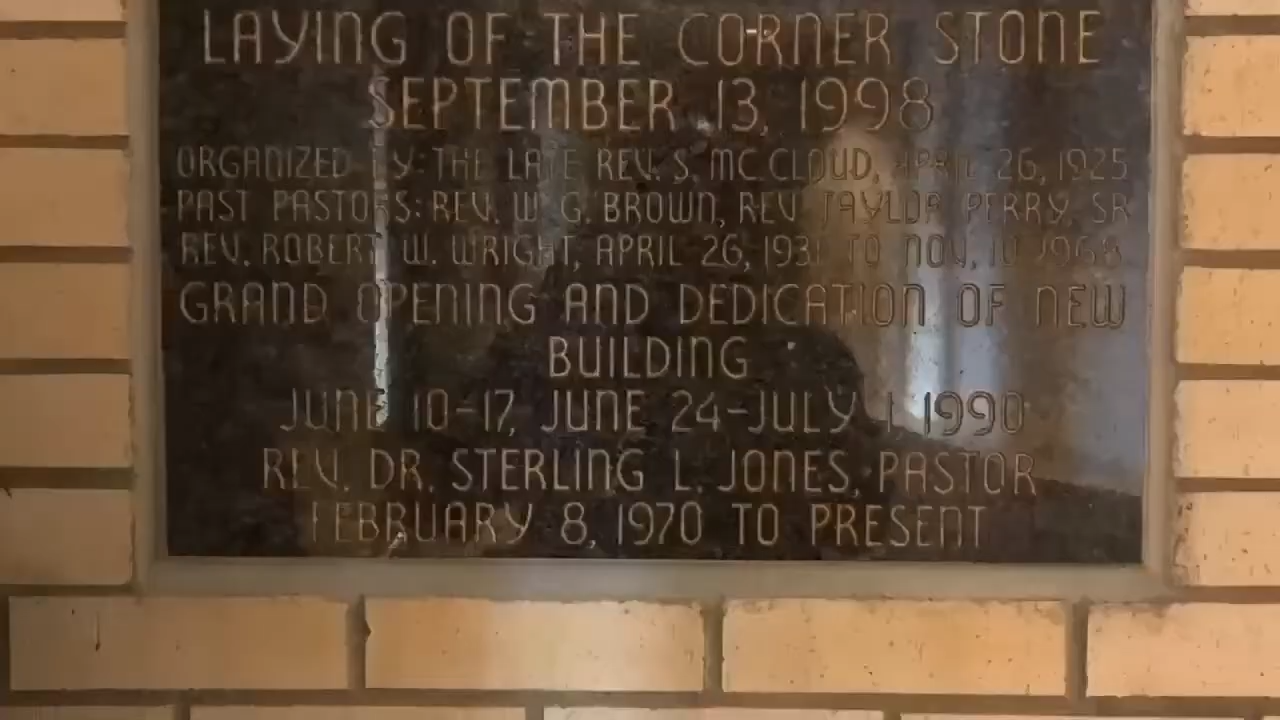 LAYING OF THE CORNER STONE
SEPTEMBER 13, 1998
ORGANIZED BY: THE LATE REV. S. MC.CLOUD, APRIL 26, 1925
PAST PASTORS: REV. W. G. BROWN, REV. TAYLOR PERRY, SR
REV. ROBERT W. WRIGHT, APRIL 26, 1931 TO NOV. 10 1968
GRAND OPENING AND DEDICATION OF NEW
BUILDING
JUNE 10-17, JUNE 24-JULY 1 1990
REV. DR. STERLING L. JONES, PASTOR
FEBRUARY 8, 1970 TO PRESENT